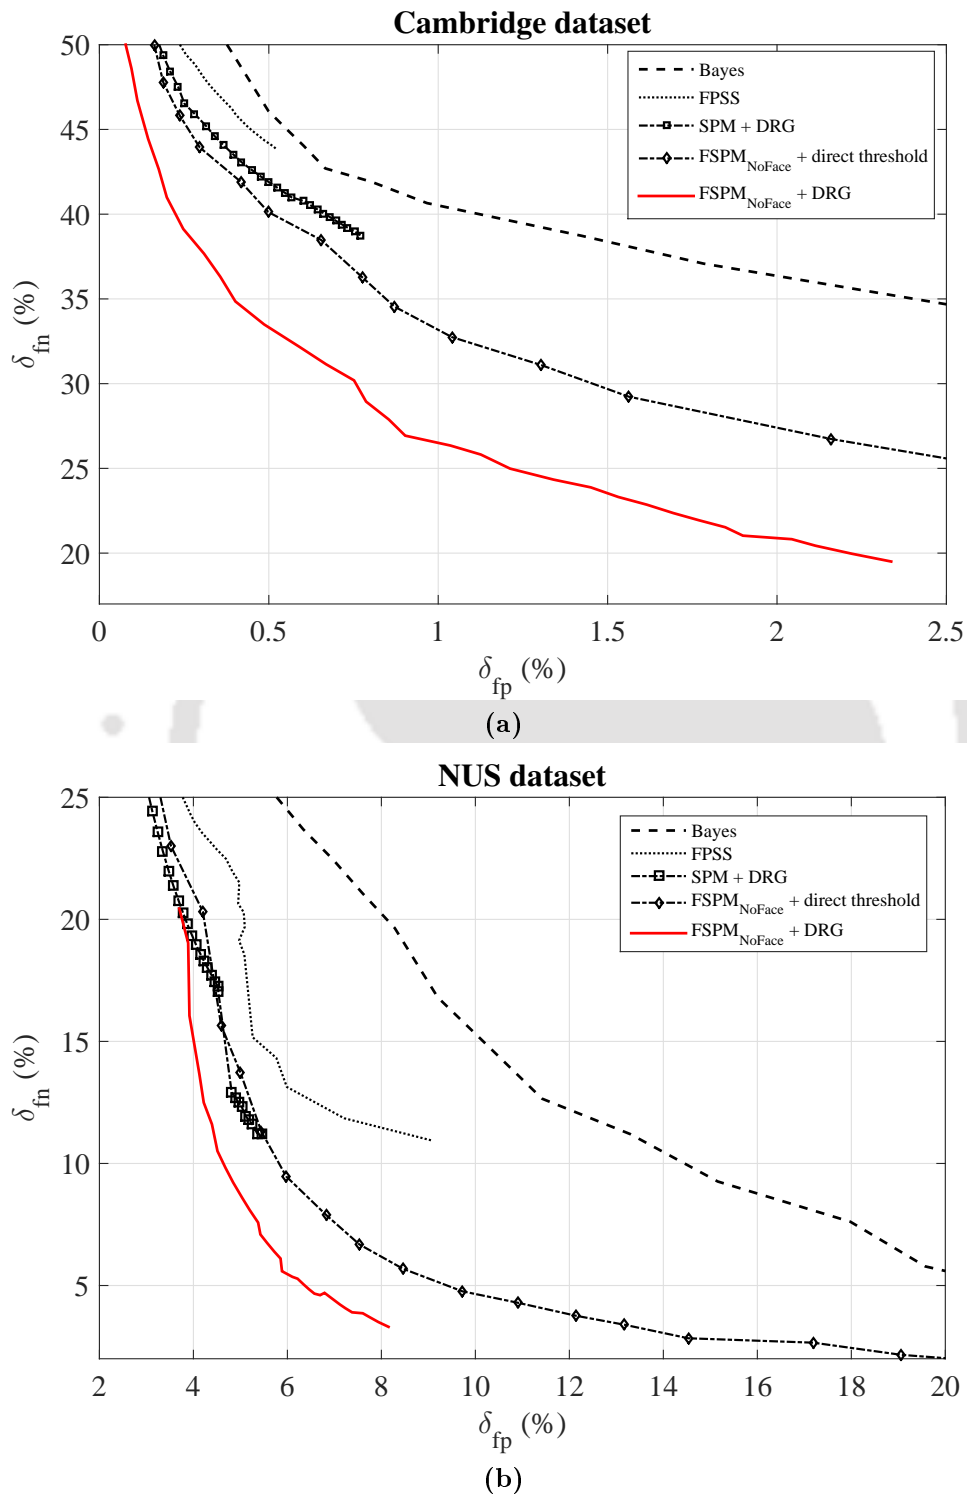 Cambridge dataset
50
45
40
35
30
25
20
0
0.5
1
1.5
2
2.5
δfn (%)
δfp (%)
Bayes
FPSS
SPM + DRG
FSPMNoFace + direct threshold
FSPMNoFace + DRG
(a)
NUS dataset
25
20
15
10
5
2
4
6
8
10
12
14
16
18
20
δfn (%)
δfp (%)
Bayes
FPSS
SPM + DRG
FSPMNoFace + direct threshold
FSPMNoFace + DRG
(b)